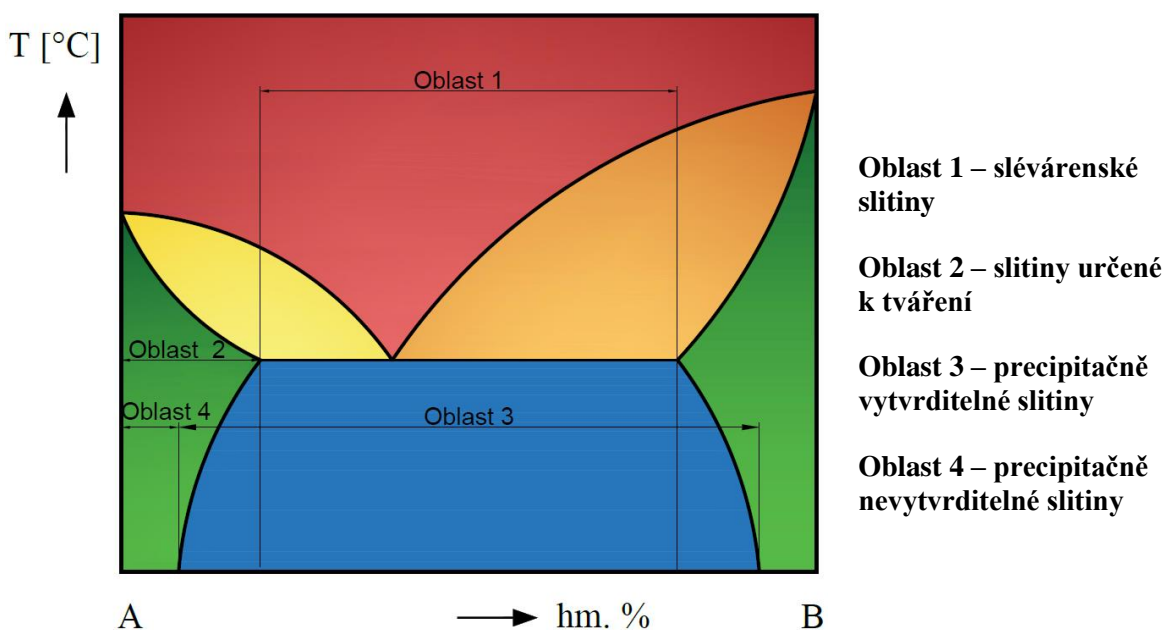 T [°C]
Oblast 1
Oblast 2
Oblast 4
Oblast 3
A
hm. %
B
Oblast 1 – slévárenské
slitiny
Oblast 2 – slitiny určené
k tváření
Oblast 3 – precipitačně
vytvrditelné slitiny
Oblast 4 – precipitačně
nevytvrditelné slitiny